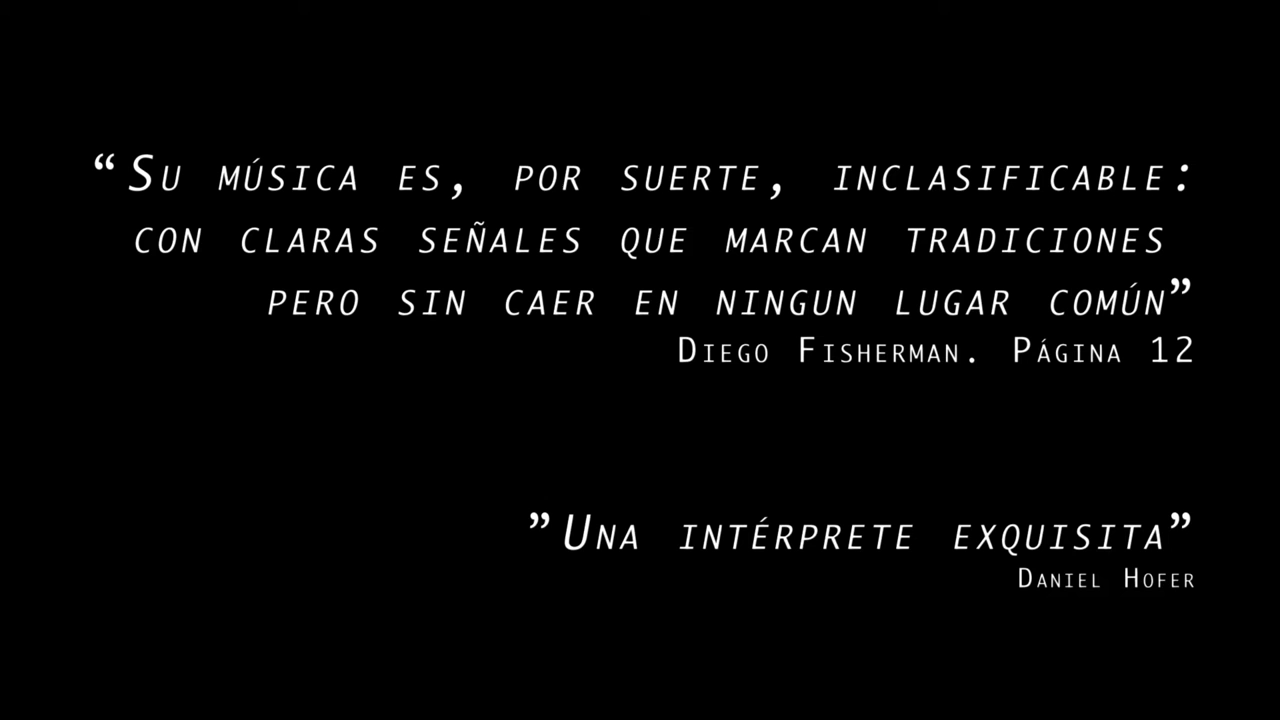 “Su música es, por suerte, inclasificable:
con claras señales que marcan tradiciones
pero sin caer en ningun lugar común”
Diego Fisherman. Página 12
”Una intérprete exquisita”
Daniel Hofer